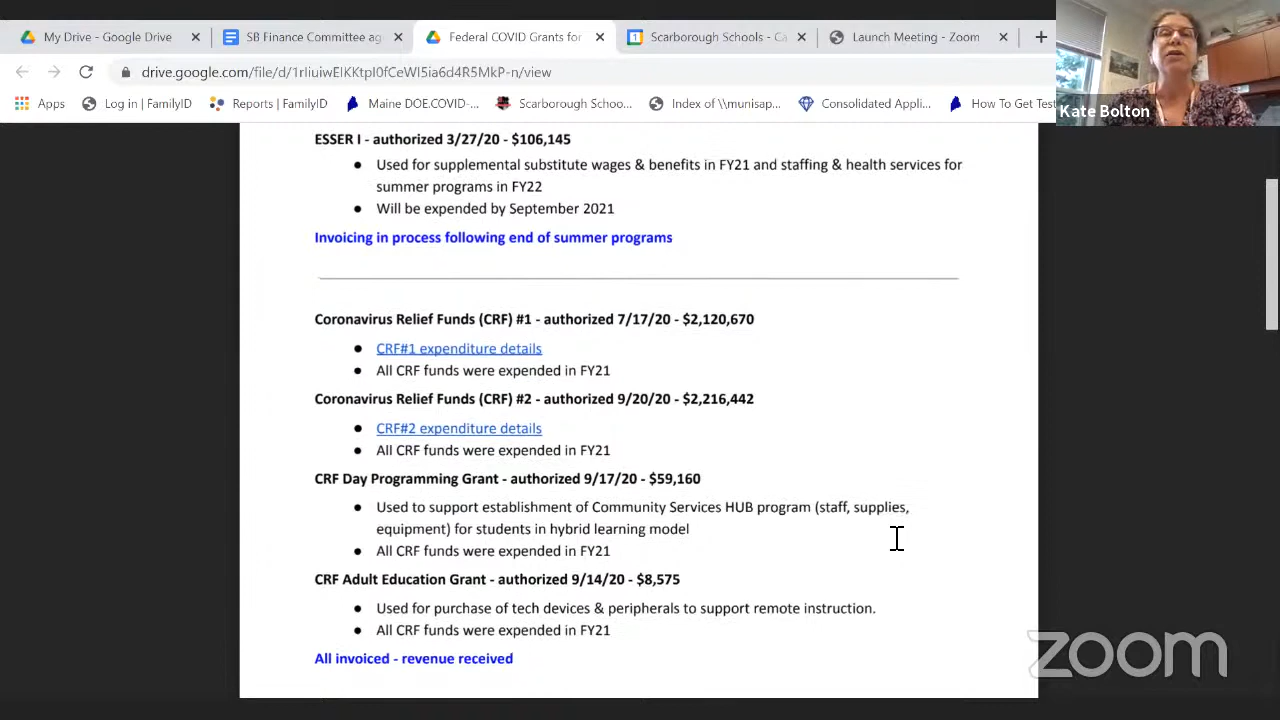 My Drive - Google Drive
SB Finance Committee ag
Federal COVID Grants for
Scarborough Schools - Ca
Launch Meeting - Zoom
Apps
Log in | FamilyID
Reports | FamilyID
Maine DOE.COVID-...
Scarborough Schoo...
Index of \\munisap...
Consolidated Appli...
How To Get Test
Kate Bolton
ESSER I - authorized 3/27/20 - $106,145
● Used for supplemental substitute wages & benefits in FY21 and staffing & health services for
summer programs in FY22
● Will be expended by September 2021
Invoicing in process following end of summer programs
Coronavirus Relief Funds (CRF) #1 - authorized 7/17/20 - $2,120,670
● CRF#1 expenditure details
● All CRF funds were expended in FY21
Coronavirus Relief Funds (CRF) #2 - authorized 9/20/20 - $2,216,442
● CRF#2 expenditure details
● All CRF funds were expended in FY21
CRF Day Programming Grant - authorized 9/17/20 - $59,160
● Used to support establishment of Community Services HUB program (staff, supplies,
equipment) for students in hybrid learning model
● All CRF funds were expended in FY21
CRF Adult Education Grant - authorized 9/14/20 - $8,575
● Used for purchase of tech devices & peripherals to support remote instruction.
● All CRF funds were expended in FY21
All invoiced - revenue received
zoom